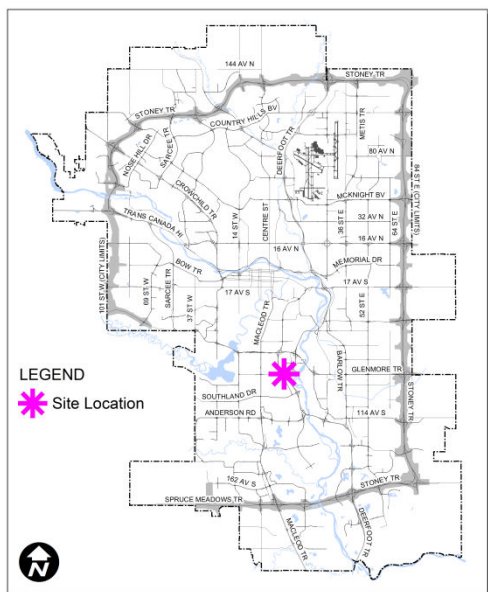 144 AV N
STONEY TR
STONEY TR
COUNTRY HILLS BV
SARCEE TR
NOSE HILL DR
DEERFOOT TR
METIS TR
80 AV N
CROWCHILD TR
MCKNIGHT BV
84 ST E (CITY LIMITS)
TRANS CANADA HI
14 ST W
CENTRE ST
36 ST E
32 AV N
64 ST E
16 AV N
16 AV N
MEMORIAL DR
BOW TR
101 ST W (CITY LIMITS)
69 ST W
SARCEE TR
37 ST W
17 AV S
17 AV S
52 ST E
MACLEOD TR
BARLOW TR
GLENMORE TR
LEGEND
Site Location
SOUTHLAND DR
ANDERSON RD
114 AV S
STONEY TR
162 AV S
STONEY TR
SPRUCE MEADOWS TR
MACLEOD TR
DEERFOOT TR
N